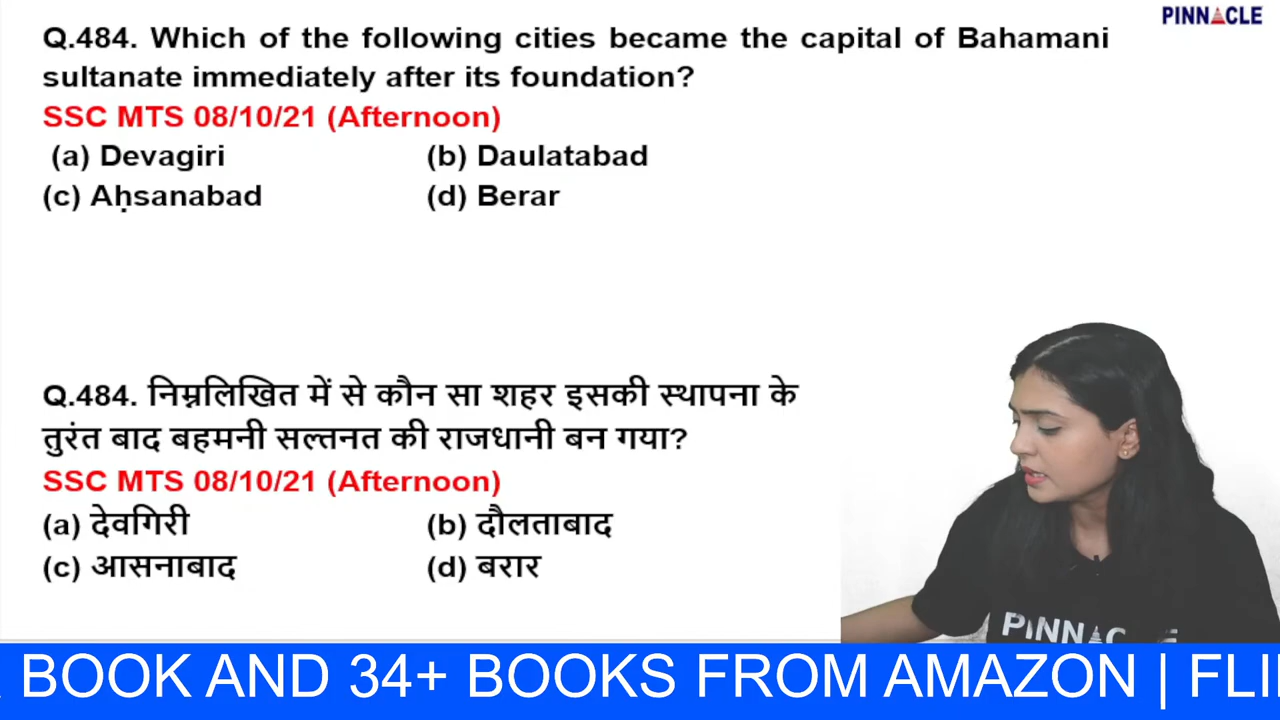 PINNACLE
Q.484. Which of the following cities became the capital of Bahamani
sultanate immediately after its foundation?
SSC MTS 08/10/21 (Afternoon)
(a) Devagiri (b) Daulatabad
(c) Aḥsanabad (d) Berar
Q.484. निम्नलिखित में से कौन सा शहर इसकी स्थापना के
तुरंत बाद बहमनी सल्तनत की राजधानी बन गया?
SSC MTS 08/10/21 (Afternoon)
(a) देवगिरी (b) दौलताबाद
(c) आसनाबाद (d) बरार
BOOK AND 34+ BOOKS FROM AMAZON | FLI